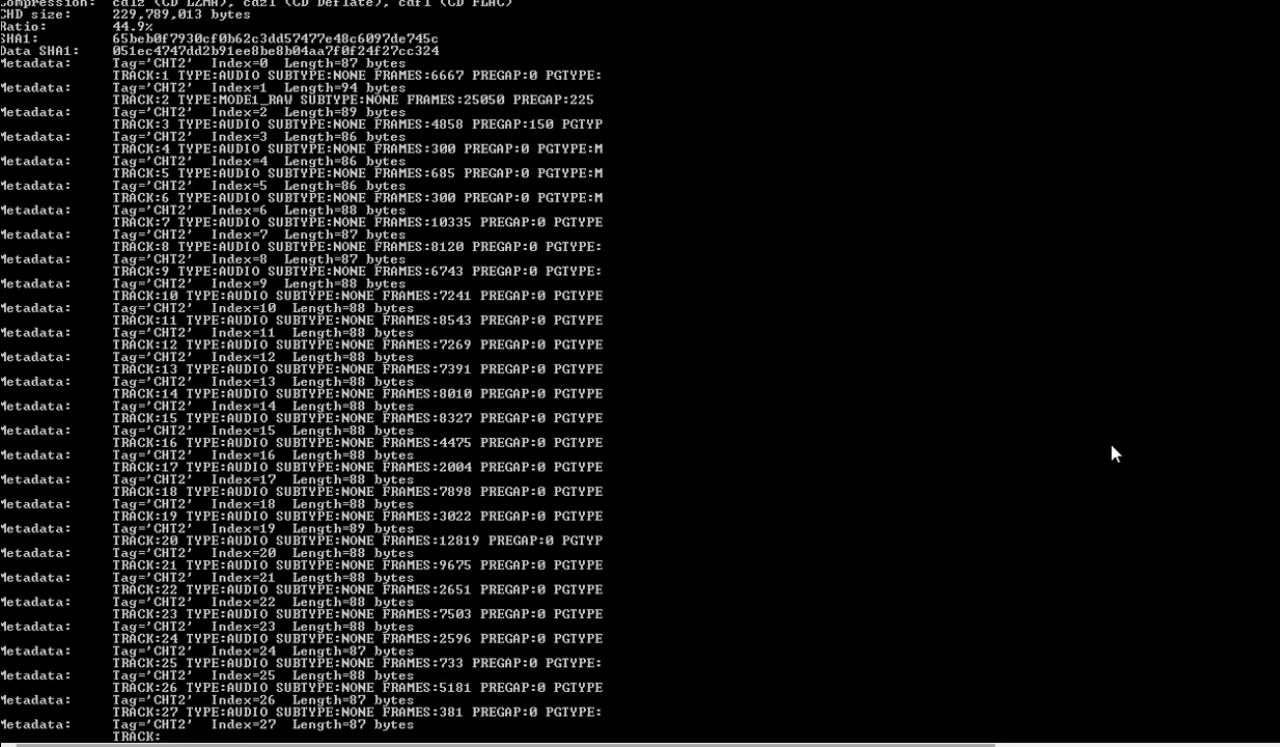 Compression:  cdlz (CD LZMA), cdzl (CD Deflate), cdfl (CD FLAC)
CHD size:     229,789,013 bytes
Ratio:        44.9%
SHA1:         65beb0f7930cf0b62c3dd57477e48c6097de745c
Data SHA1:    051ec4747dd2b91ee8be8b04aa7f0f24f27cc324
Metadata:     Tag='CHT2'  Index=0  Length=87 bytes
              TRACK:1 TYPE:AUDIO SUBTYPE:NONE FRAMES:6667 PREGAP:0 PGTYPE:
Metadata:     Tag='CHT2'  Index=1  Length=94 bytes
              TRACK:2 TYPE:MODE1_RAW SUBTYPE:NONE FRAMES:25050 PREGAP:225
Metadata:     Tag='CHT2'  Index=2  Length=89 bytes
              TRACK:3 TYPE:AUDIO SUBTYPE:NONE FRAMES:4858 PREGAP:150 PGTYP
Metadata:     Tag='CHT2'  Index=3  Length=86 bytes
              TRACK:4 TYPE:AUDIO SUBTYPE:NONE FRAMES:300 PREGAP:0 PGTYPE:M
Metadata:     Tag='CHT2'  Index=4  Length=86 bytes
              TRACK:5 TYPE:AUDIO SUBTYPE:NONE FRAMES:685 PREGAP:0 PGTYPE:M
Metadata:     Tag='CHT2'  Index=5  Length=86 bytes
              TRACK:6 TYPE:AUDIO SUBTYPE:NONE FRAMES:300 PREGAP:0 PGTYPE:M
Metadata:     Tag='CHT2'  Index=6  Length=88 bytes
              TRACK:7 TYPE:AUDIO SUBTYPE:NONE FRAMES:10335 PREGAP:0 PGTYPE
Metadata:     Tag='CHT2'  Index=7  Length=87 bytes
              TRACK:8 TYPE:AUDIO SUBTYPE:NONE FRAMES:8120 PREGAP:0 PGTYPE:
Metadata:     Tag='CHT2'  Index=8  Length=87 bytes
              TRACK:9 TYPE:AUDIO SUBTYPE:NONE FRAMES:6743 PREGAP:0 PGTYPE:
Metadata:     Tag='CHT2'  Index=9  Length=88 bytes
              TRACK:10 TYPE:AUDIO SUBTYPE:NONE FRAMES:7241 PREGAP:0 PGTYPE
Metadata:     Tag='CHT2'  Index=10  Length=88 bytes
              TRACK:11 TYPE:AUDIO SUBTYPE:NONE FRAMES:8543 PREGAP:0 PGTYPE
Metadata:     Tag='CHT2'  Index=11  Length=88 bytes
              TRACK:12 TYPE:AUDIO SUBTYPE:NONE FRAMES:7269 PREGAP:0 PGTYPE
Metadata:     Tag='CHT2'  Index=12  Length=88 bytes
              TRACK:13 TYPE:AUDIO SUBTYPE:NONE FRAMES:7391 PREGAP:0 PGTYPE
Metadata:     Tag='CHT2'  Index=13  Length=88 bytes
              TRACK:14 TYPE:AUDIO SUBTYPE:NONE FRAMES:8010 PREGAP:0 PGTYPE
Metadata:     Tag='CHT2'  Index=14  Length=88 bytes
              TRACK:15 TYPE:AUDIO SUBTYPE:NONE FRAMES:8327 PREGAP:0 PGTYPE
Metadata:     Tag='CHT2'  Index=15  Length=88 bytes
              TRACK:16 TYPE:AUDIO SUBTYPE:NONE FRAMES:4475 PREGAP:0 PGTYPE
Metadata:     Tag='CHT2'  Index=16  Length=88 bytes
              TRACK:17 TYPE:AUDIO SUBTYPE:NONE FRAMES:2004 PREGAP:0 PGTYPE
Metadata:     Tag='CHT2'  Index=17  Length=88 bytes
              TRACK:18 TYPE:AUDIO SUBTYPE:NONE FRAMES:7898 PREGAP:0 PGTYPE
Metadata:     Tag='CHT2'  Index=18  Length=88 bytes
              TRACK:19 TYPE:AUDIO SUBTYPE:NONE FRAMES:3022 PREGAP:0 PGTYPE
Metadata:     Tag='CHT2'  Index=19  Length=89 bytes
              TRACK:20 TYPE:AUDIO SUBTYPE:NONE FRAMES:12819 PREGAP:0 PGTYP
Metadata:     Tag='CHT2'  Index=20  Length=88 bytes
              TRACK:21 TYPE:AUDIO SUBTYPE:NONE FRAMES:9675 PREGAP:0 PGTYPE
Metadata:     Tag='CHT2'  Index=21  Length=88 bytes
              TRACK:22 TYPE:AUDIO SUBTYPE:NONE FRAMES:2651 PREGAP:0 PGTYPE
Metadata:     Tag='CHT2'  Index=22  Length=88 bytes
              TRACK:23 TYPE:AUDIO SUBTYPE:NONE FRAMES:7503 PREGAP:0 PGTYPE
Metadata:     Tag='CHT2'  Index=23  Length=88 bytes
              TRACK:24 TYPE:AUDIO SUBTYPE:NONE FRAMES:2596 PREGAP:0 PGTYPE
Metadata:     Tag='CHT2'  Index=24  Length=87 bytes
              TRACK:25 TYPE:AUDIO SUBTYPE:NONE FRAMES:733 PREGAP:0 PGTYPE:
Metadata:     Tag='CHT2'  Index=25  Length=88 bytes
              TRACK:26 TYPE:AUDIO SUBTYPE:NONE FRAMES:5181 PREGAP:0 PGTYPE
Metadata:     Tag='CHT2'  Index=26  Length=87 bytes
              TRACK:27 TYPE:AUDIO SUBTYPE:NONE FRAMES:381 PREGAP:0 PGTYPE:
Metadata:     Tag='CHT2'  Index=27  Length=87 bytes
              TRACK: